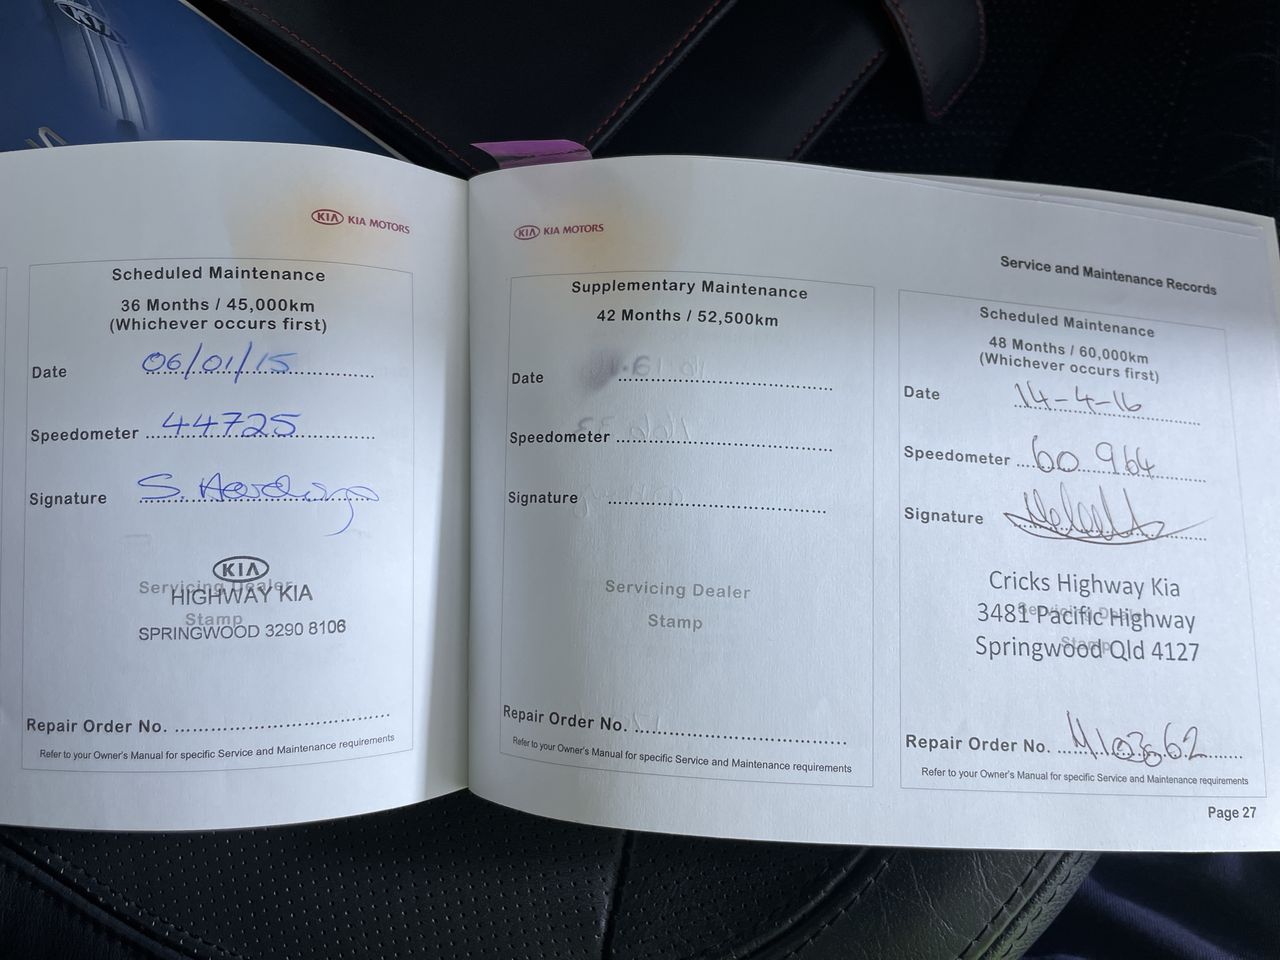 KIA
KIA KIA MOTORS
Scheduled Maintenance
36 Months / 45,000km
(Whichever occurs first)
Date 06/01/15
Speedometer 44725
Signature S.
Servicing Dealer
Stamp
KIA
HIGHWAY KIA
SPRINGWOOD 3290 8106
Repair Order No.
Refer to your Owner's Manual for specific Service and Maintenance requirements
KIA KIA MOTORS
Supplementary Maintenance
42 Months / 52,500km
Date
Speedometer
Signature
Servicing Dealer
Stamp
Repair Order No.
Refer to your Owner's Manual for specific Service and Maintenance requirements
Service and Maintenance Records
Scheduled Maintenance
48 Months / 60,000km
(Whichever occurs first)
Date 14-4-16
Speedometer 60 964
Signature
Servicing Dealer
Stamp
Cricks Highway Kia
3481 Pacific Highway
Springwood Qld 4127
Repair Order No.
Refer to your Owner's Manual for specific Service and Maintenance requirements
Page 27